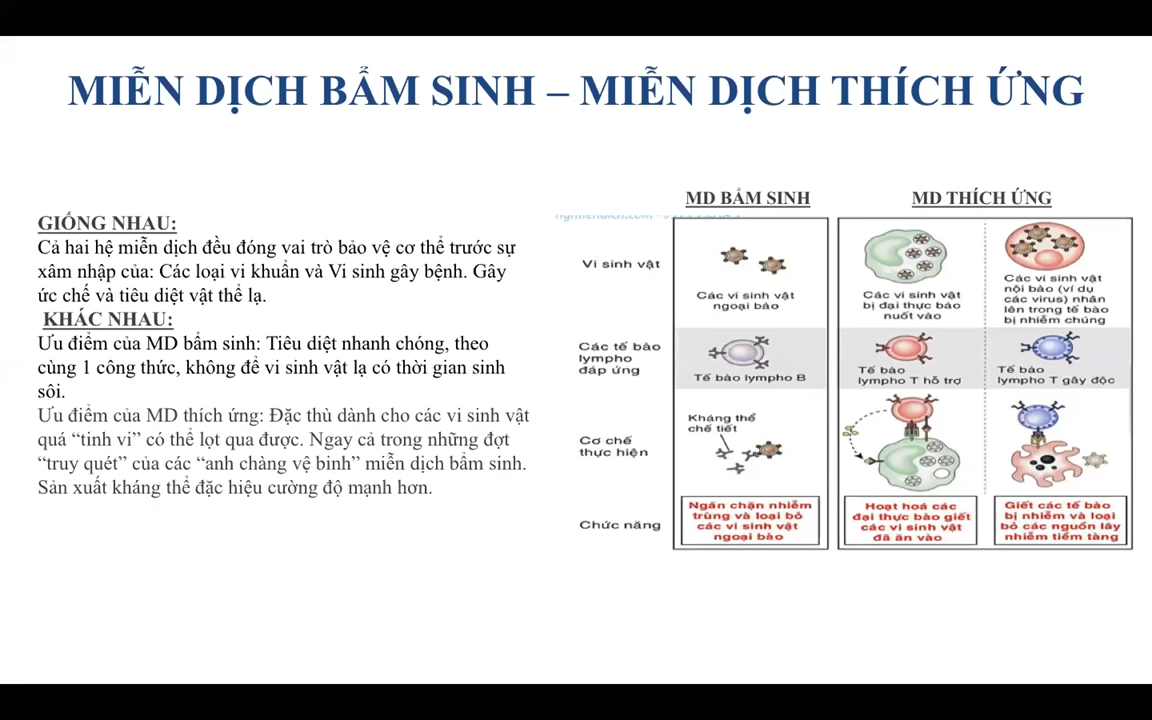 MIỄN DỊCH BẨM SINH – MIỄN DỊCH THÍCH ỨNG
GIỐNG NHAU:
Cả hai hệ miễn dịch đều đóng vai trò bảo vệ cơ thể trước sự
xâm nhập của: Các loại vi khuẩn và Vi sinh gây bệnh. Gây
ức chế và tiêu diệt vật thể lạ.
KHÁC NHAU:
Ưu điểm của MD bẩm sinh: Tiêu diệt nhanh chóng, theo
cùng 1 công thức, không để vi sinh vật lạ có thời gian sinh
sôi.
Ưu điểm của MD thích ứng: Đặc thù dành cho các vi sinh vật
quá “tinh vi” có thể lọt qua được. Ngay cả trong những đợt
“truy quét” của các “anh chàng vệ binh” miễn dịch bẩm sinh.
Sản xuất kháng thể đặc hiệu cường độ mạnh hơn.
MD BẨM SINH
MD THÍCH ỨNG
Vi sinh vật
Các vi sinh vật
ngoại bào
Các vi sinh vật
bị đại thực bào
nuốt vào
Các vi sinh vật
nội bào (ví dụ
các virus) nhân
lên trong tế bào
bị nhiễm chúng
Các tế bào
lympho
đáp ứng
Tế bào lympho B
Tế bào
lympho T hỗ trợ
Tế bào
lympho T gây độc
Cơ chế
thực hiện
Kháng thể
chế tiết
Chức năng
Ngăn chặn nhiễm
trùng và loại bỏ
các vi sinh vật
ngoại bào
Hoạt hoá các
đại thực bào giết
các vi sinh vật
đã ăn vào
Giết các tế bào
bị nhiễm và loại
bỏ các nguồn lây
nhiễm tiềm tàng